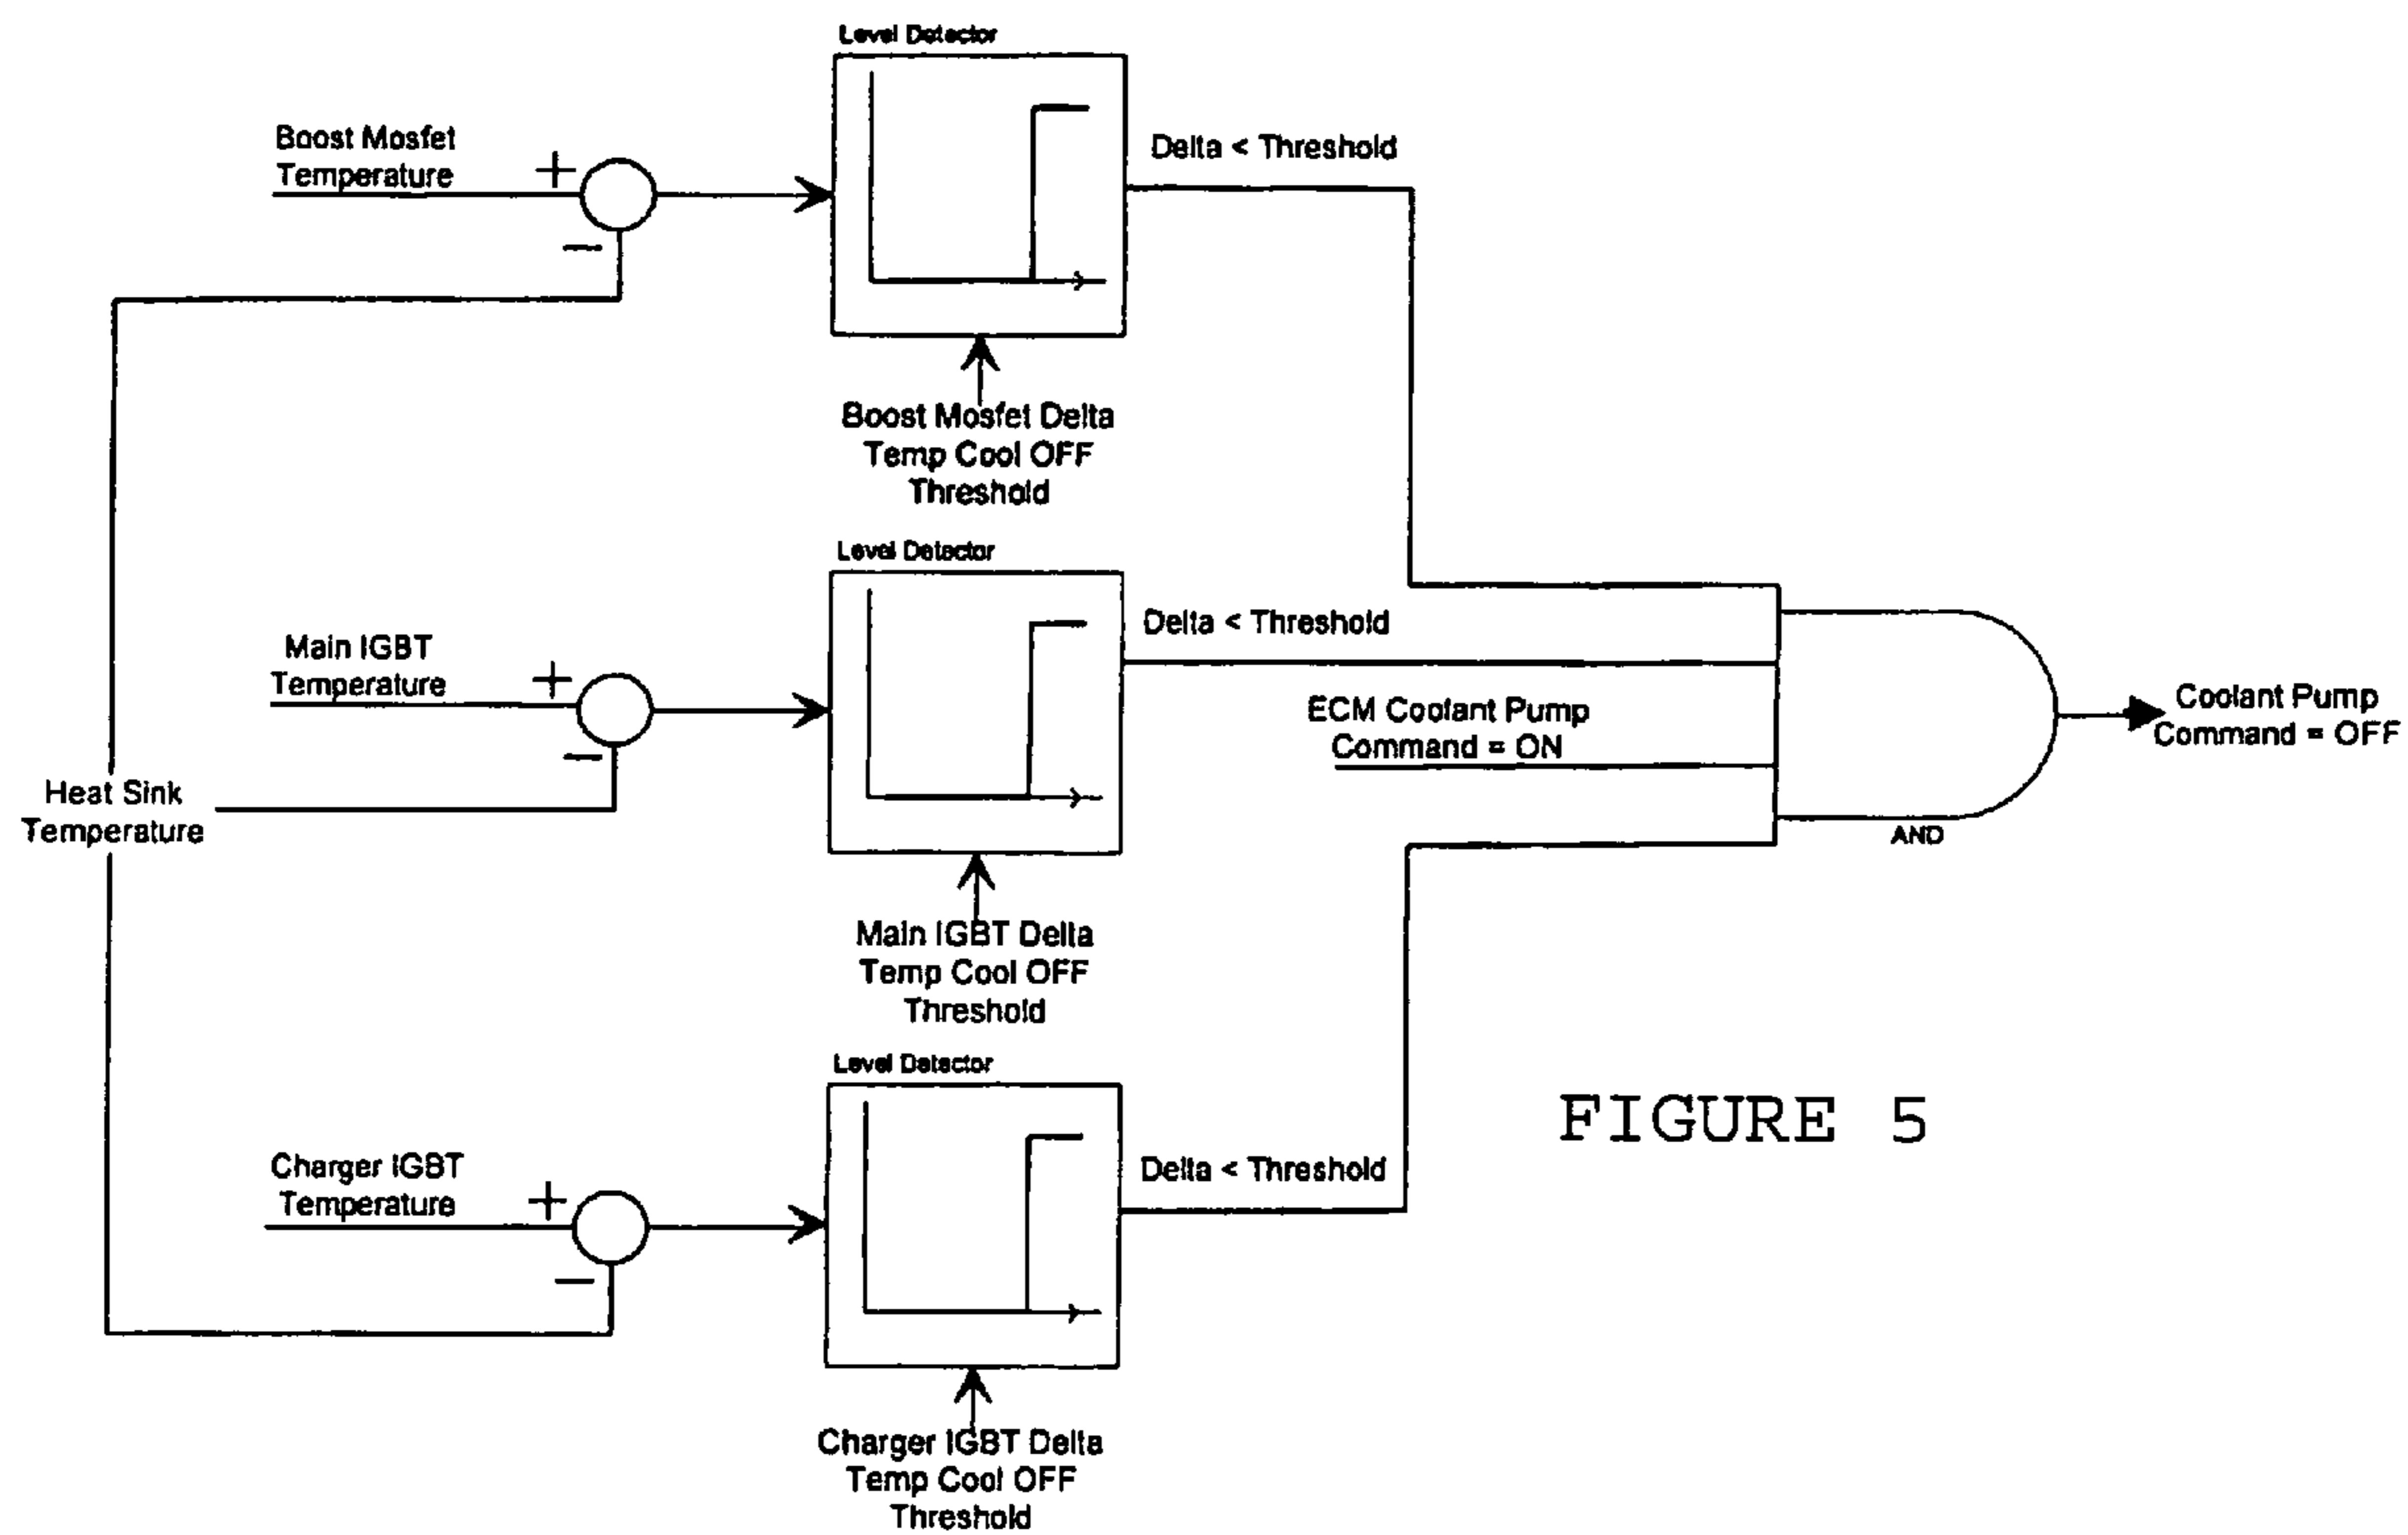 Level Detector
Boost Mosfet
Temperature
+
−
Delta < Threshold
Boost Mosfet Delta
Temp Cool OFF
Threshold
Level Detector
Main IGBT
Temperature
+
−
Delta < Threshold
ECM Coolant Pump
Command = ON
Coolant Pump
Command = OFF
AND
Heat Sink
Temperature
Main IGBT Delta
Temp Cool OFF
Threshold
Level Detector
Charger IGBT
Temperature
+
−
Delta < Threshold
FIGURE 5
Charger IGBT Delta
Temp Cool OFF
Threshold